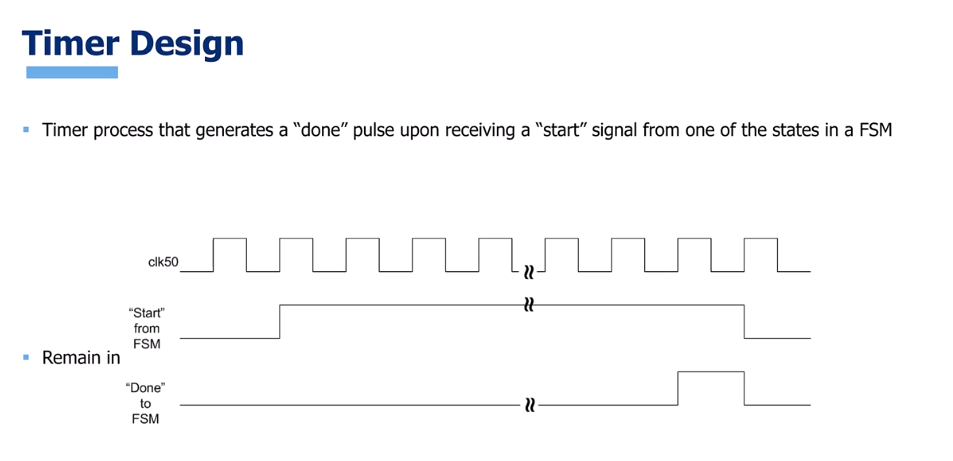 Timer Design
Timer process that generates a “done” pulse upon receiving a “start” signal from one of the states in a FSM
clk50
“Start”
from
FSM
Remain in
“Done”
to
FSM